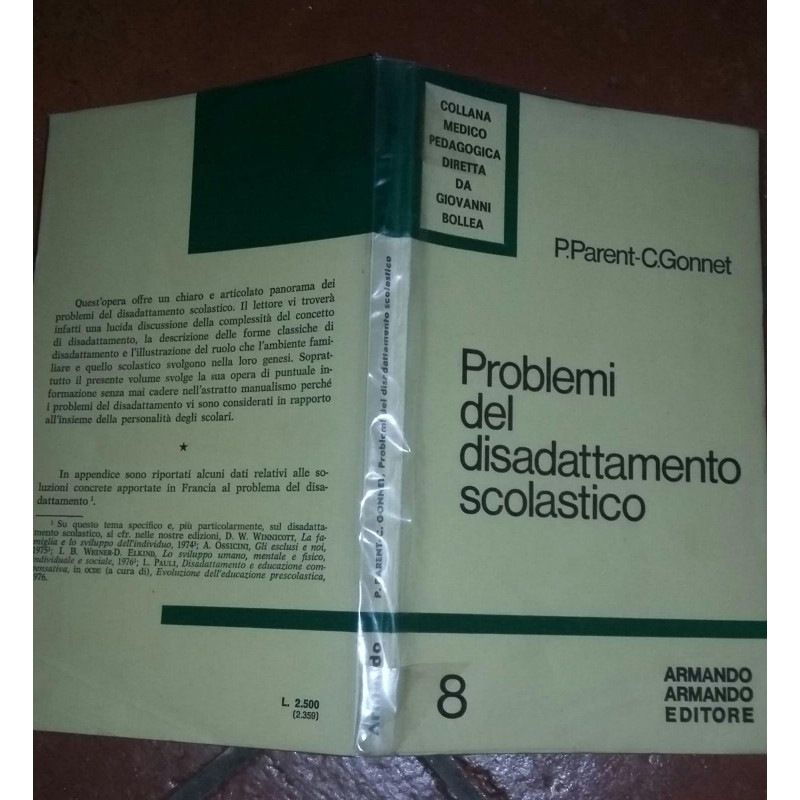 Quest'opera offre un chiaro e articolato panorama dei
problemi del disadattamento scolastico. Il lettore vi troverà
infatti una lucida discussione della complessità del concetto
di disadattamento, la descrizione delle forme classiche di
disadattamento e l'illustrazione del ruolo che l'ambiente fami-
liare e quello scolastico svolgono nella loro genesi. Soprat-
tutto il presente volume svolge la sua opera di puntuale in-
formazione senza mai cadere nell'astratto manualismo perché
i problemi del disadattamento vi sono considerati in rapporto
all'insieme della personalità degli scolari.
★
In appendice sono riportati alcuni dati relativi alle so-
luzioni concrete apportate in Francia al problema del disa-
dattamento ¹.
¹ Su questo tema specifico e, più particolarmente, sul disadatta-
mento scolastico, si cfr. nelle nostre edizioni, D. W. WINNICOTT, La fa-
miglia e lo sviluppo dell'individuo, 1974³; A. OSSICINI, Gli esclusi e noi,
1975³; I. B. WEINER-D. ELKIND, Lo sviluppo umano, mentale e fisico,
individuale e sociale, 1976²; L. PAULI, Disadattamento e educazione com-
pensativa, in OCDE (a cura di), Evoluzione dell'educazione prescolastica,
1976.
L. 2.500
(2.359)
P. PARENT-C. GONNET, Problemi del disadattamento scolastico
Armando
COLLANA
MEDICO
PEDAGOGICA
DIRETTA
DA
GIOVANNI
BOLLEA
P.Parent-C.Gonnet
Problemi
del
disadattamento
scolastico
8
ARMANDO
ARMANDO
EDITORE